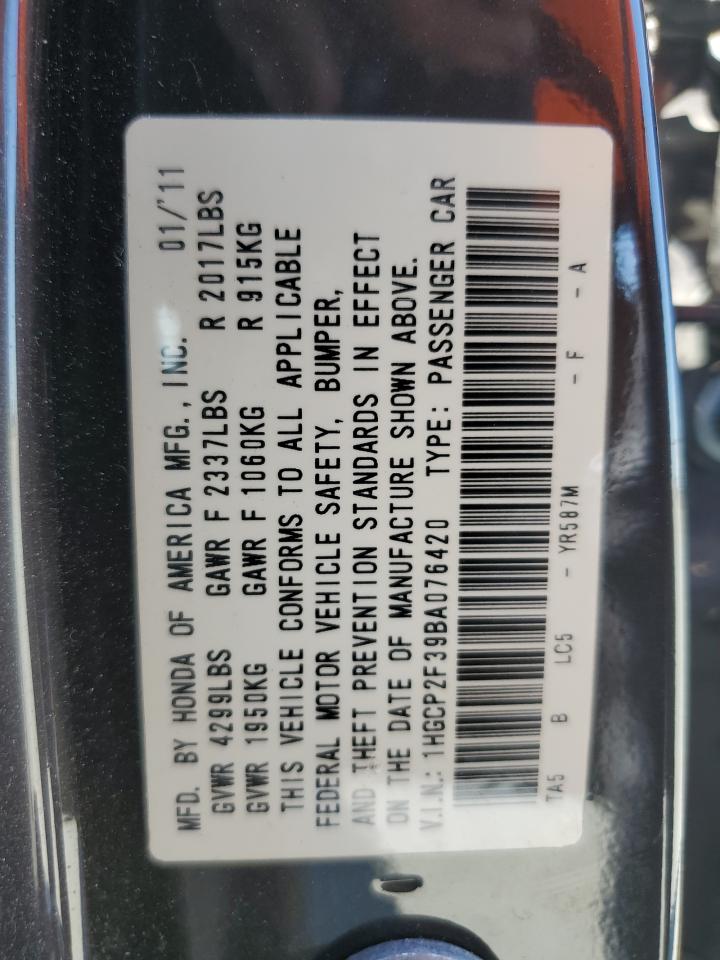 MFD. BY HONDA OF AMERICA MFG., INC. 01/'11
GVWR 4299LBS GAWR F 2337LBS R 2017LBS
GVWR 1950KG GAWR F 1060KG R 915KG
THIS VEHICLE CONFORMS TO ALL APPLICABLE
FEDERAL MOTOR VEHICLE SAFETY, BUMPER,
AND THEFT PREVENTION STANDARDS IN EFFECT
ON THE DATE OF MANUFACTURE SHOWN ABOVE.
V.I.N.: 1HGCP2F39BA076420 TYPE: PASSENGER CAR
TA5 B LC5 - YR587M - F - A